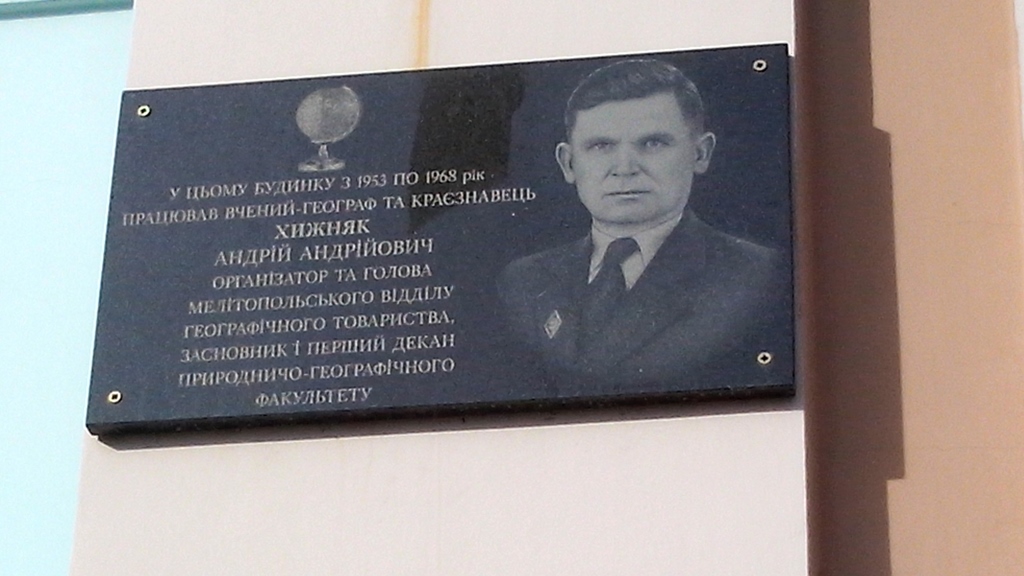 У ЦЬОМУ БУДИНКУ З 1953 ПО 1968 рік
ПРАЦЮВАВ ВЧЕНИЙ-ГЕОГРАФ ТА КРАЄЗНАВЕЦЬ
ХИЖНЯК
АНДРІЙ АНДРІЙОВИЧ
ОРГАНІЗАТОР ТА ГОЛОВА
МЕЛІТОПОЛЬСЬКОГО ВІДДІЛУ
ГЕОГРАФІЧНОГО ТОВАРИСТВА,
ЗАСНОВНИК І ПЕРШИЙ ДЕКАН
ПРИРОДНИЧО-ГЕОГРАФІЧНОГО
ФАКУЛЬТЕТУ